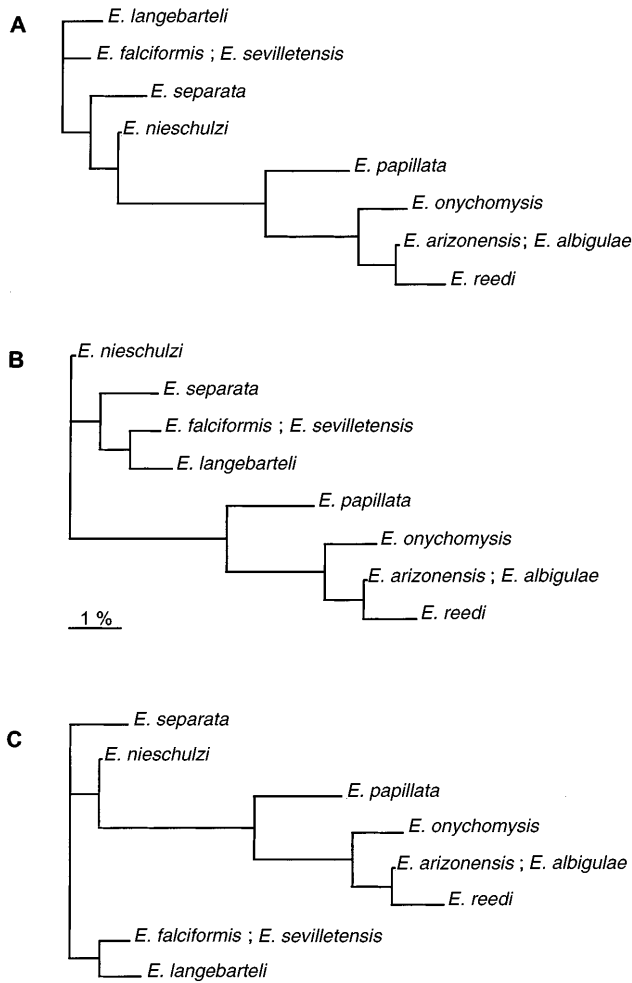 A
E. langebarteli
E. falciformis ; E. sevilletensis
E. separata
E. nieschulzi
E. papillata
E. onychomysis
E. arizonensis; E. albigulae
E. reedi
B
E. nieschulzi
E. separata
E. falciformis ; E. sevilletensis
E. langebarteli
E. papillata
E. onychomysis
E. arizonensis ; E. albigulae
E. reedi
1 %
C
E. separata
E. nieschulzi
E. papillata
E. onychomysis
E. arizonensis ; E. albigulae
E. reedi
E. falciformis ; E. sevilletensis
E. langebarteli